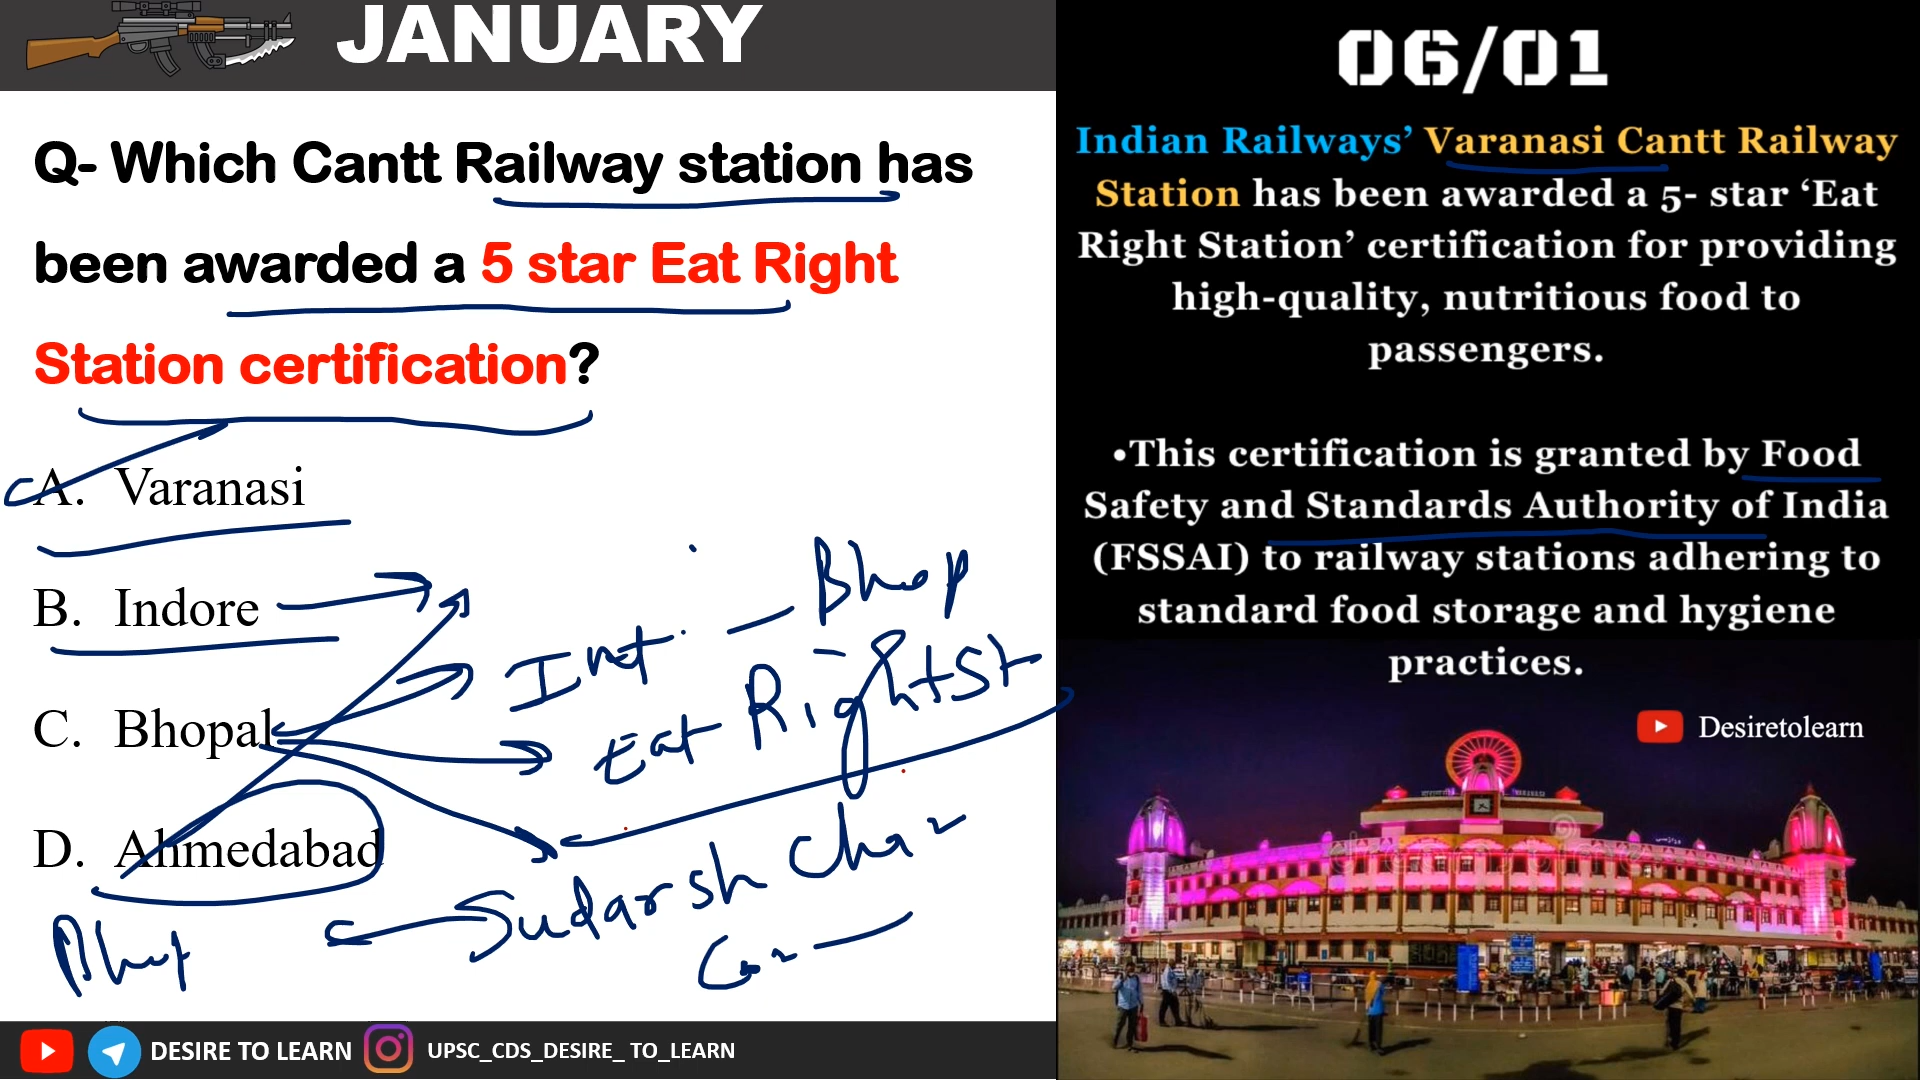 JANUARY
Q- Which Cantt Railway station has
been awarded a 5 star Eat Right
Station certification?
A. Varanasi
B. Indore
C. Bhopal
D. Ahmedabad
Bhop
Eat Right St
Sudarsh
DESIRE TO LEARN
UPSC_CDS_DESIRE_ TO_LEARN
06/01
Indian Railways’ Varanasi Cantt Railway
Station has been awarded a 5- star ‘Eat
Right Station’ certification for providing
high-quality, nutritious food to
passengers.
•This certification is granted by Food
Safety and Standards Authority of India
(FSSAI) to railway stations adhering to
standard food storage and hygiene
practices.
Desiretolearn